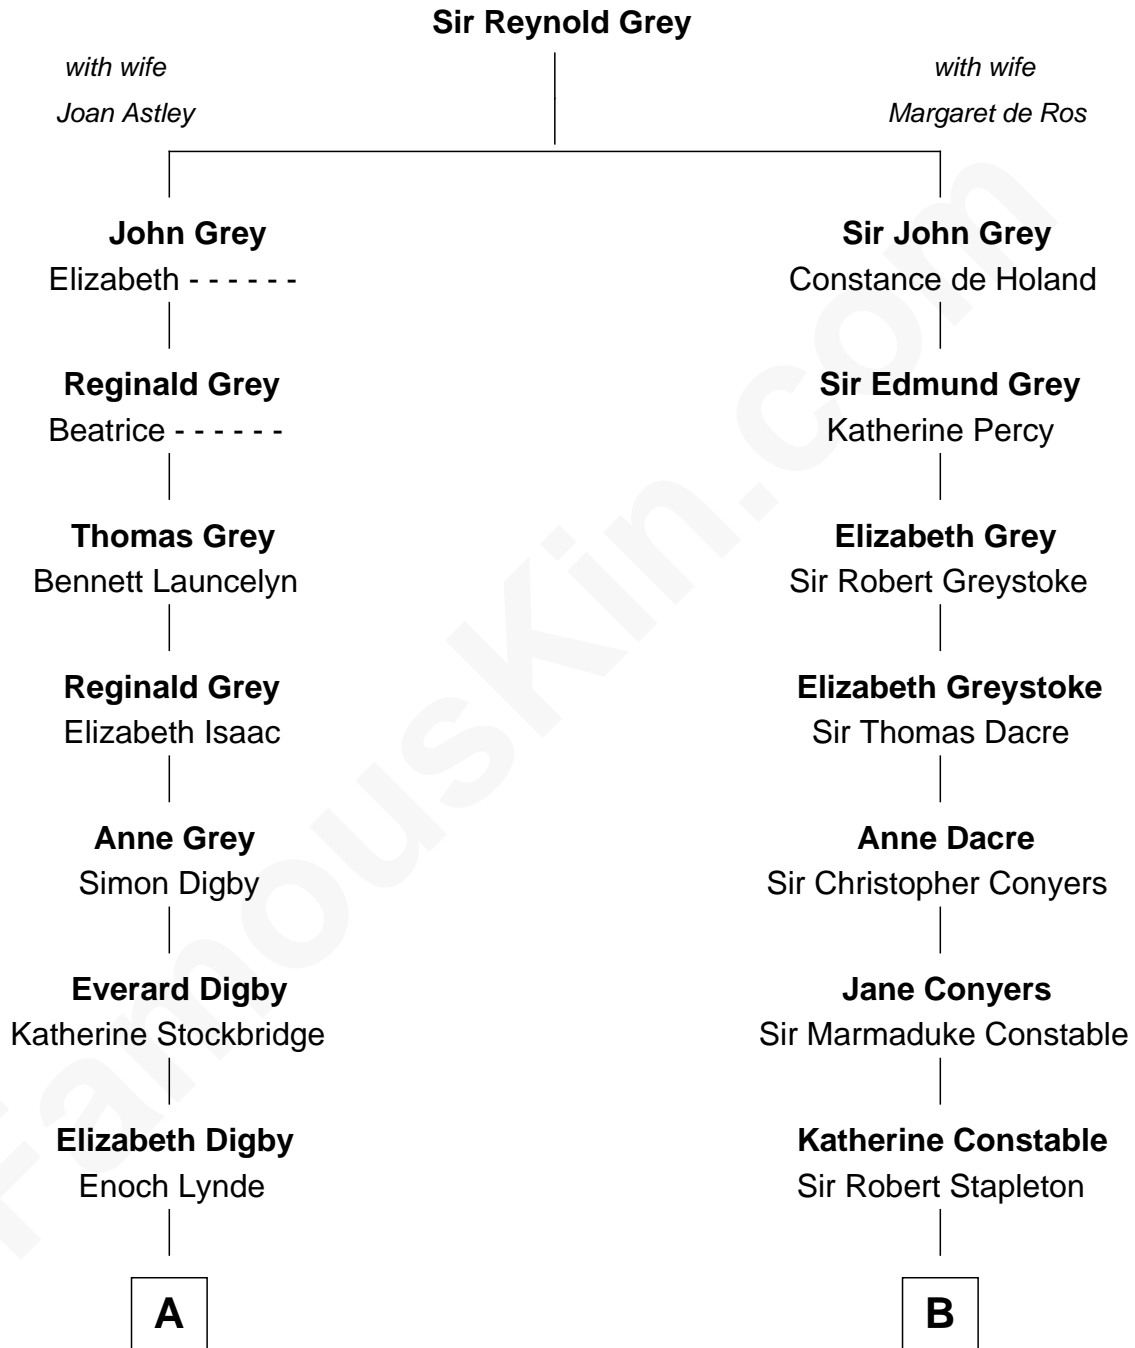 Sir Reynold Grey
with wife
Joan Astley
with wife
Margaret de Ros
John Grey
Elizabeth - - - - - -
Sir John Grey
Constance de Holand
Reginald Grey
Beatrice - - - - - -
Sir Edmund Grey
Katherine Percy
Thomas Grey
Bennett Launcelyn
Elizabeth Grey
Sir Robert Greystoke
Reginald Grey
Elizabeth Isaac
Elizabeth Greystoke
Sir Thomas Dacre
Anne Grey
Simon Digby
Anne Dacre
Sir Christopher Conyers
Everard Digby
Katherine Stockbridge
Jane Conyers
Sir Marmaduke Constable
Elizabeth Digby
Enoch Lynde
Katherine Constable
Sir Robert Stapleton
A
B
FamousKin.com